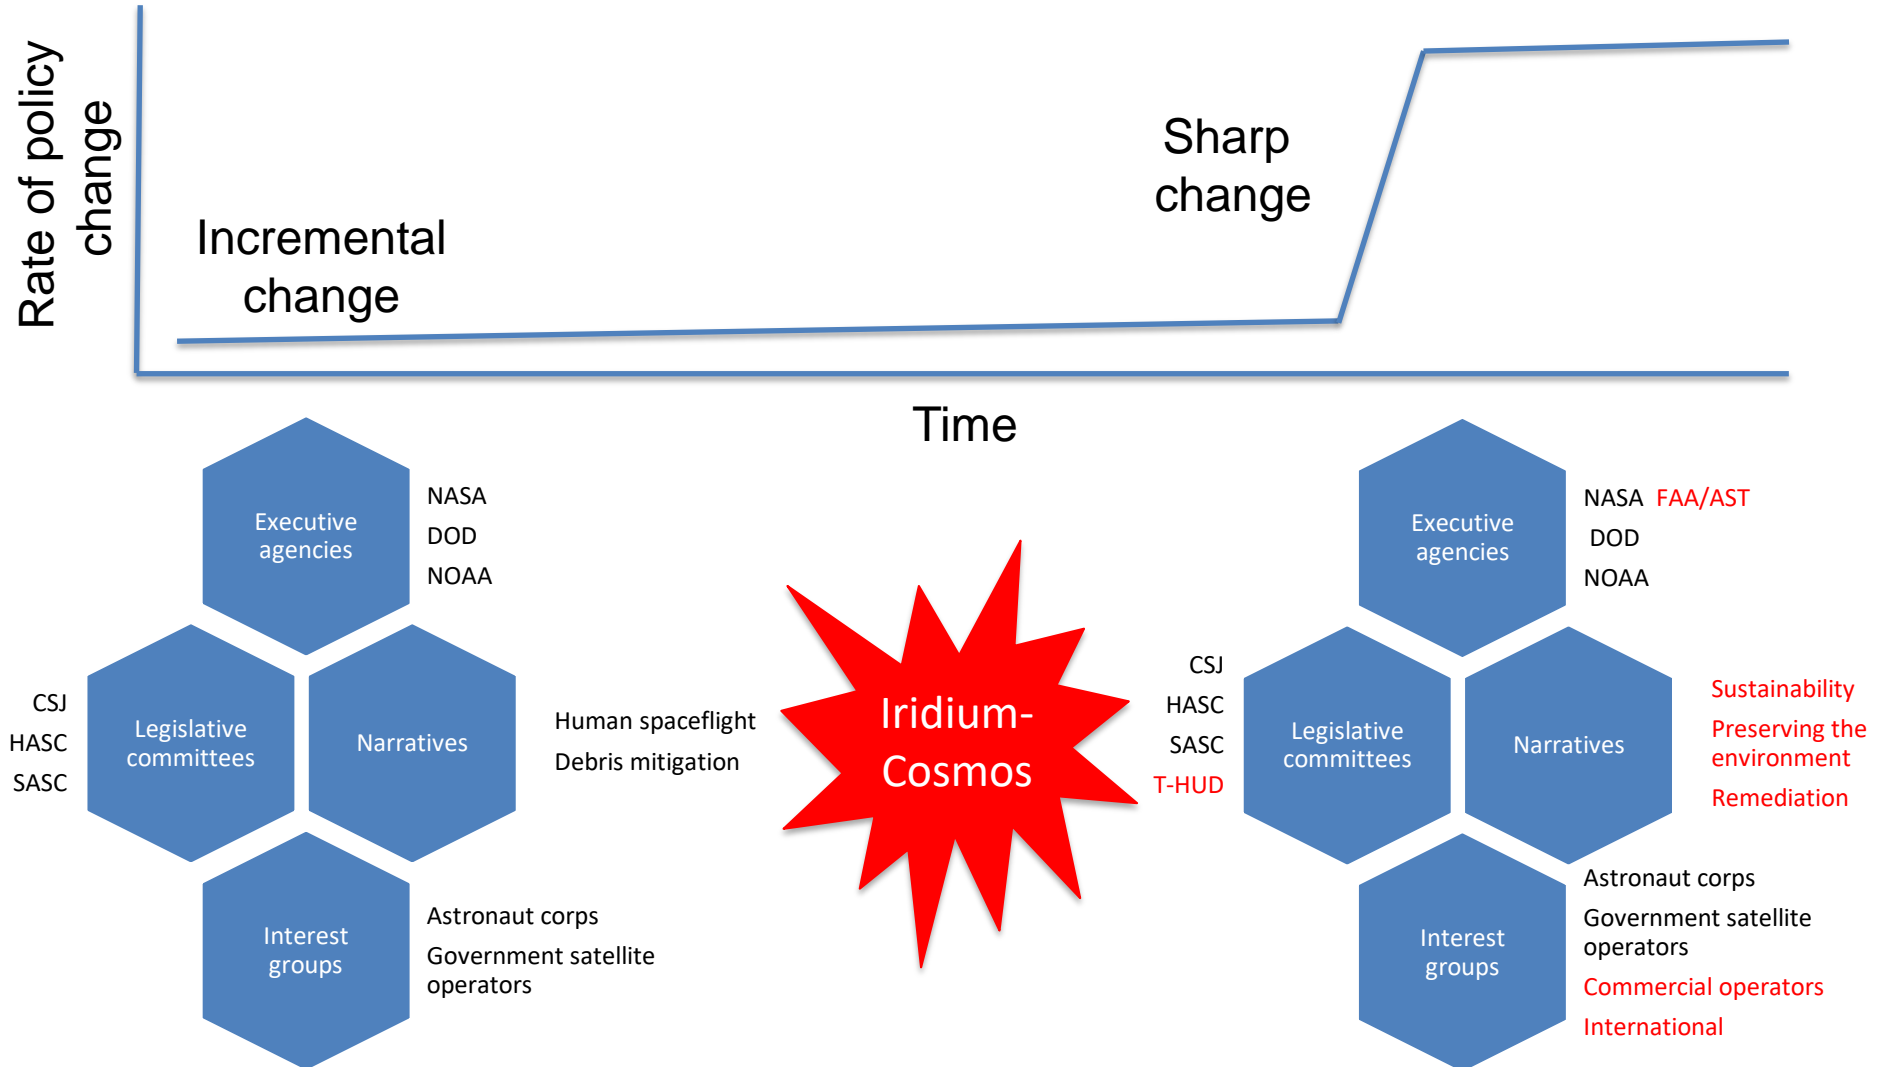 Rate of policy
change
Incremental
change
Sharp
change
Time
Executive
agencies
NASA
DOD
NOAA
CSJ
HASC
SASC
Legislative
committees
Narratives
Human spaceflight
Debris mitigation
Interest
groups
Astronaut corps
Government satellite
operators
Iridium-
Cosmos
Executive
agencies
NASA FAA/AST
DOD
NOAA
CSJ
HASC
SASC
T-HUD
Legislative
committees
Narratives
Sustainability
Preserving the
environment
Remediation
Interest
groups
Astronaut corps
Government satellite
operators
Commercial operators
International